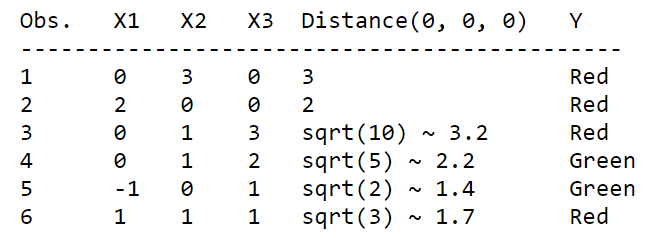 Obs. X1 X2 X3 Distance(0, 0, 0) Y
---------------------------------------------
1 0 3 0 3 Red
2 2 0 0 2 Red
3 0 1 3 sqrt(10) ~ 3.2 Red
4 0 1 2 sqrt(5) ~ 2.2 Green
5 -1 0 1 sqrt(2) ~ 1.4 Green
6 1 1 1 sqrt(3) ~ 1.7 Red